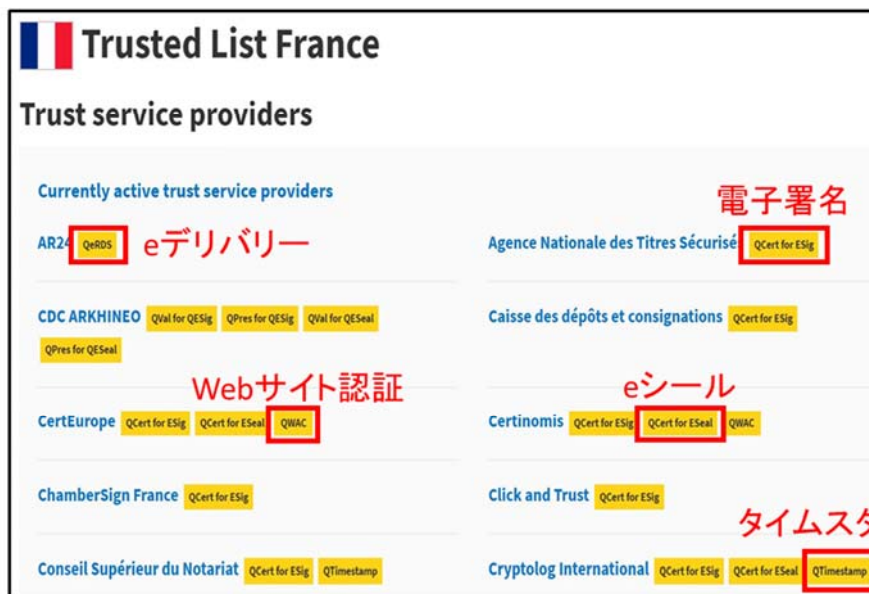 Trusted List France
Trust service providers
Currently active trust service providers
電子署名
AR24 QeRDS eデリバリー
Agence Nationale des Titres Sécurisé QCert for ESig
CDC ARKHINEO QVal for QESig QPres for QESig QVal for QESeal
QPres for QESeal
Caisse des dépôts et consignations QCert for ESig
Webサイト認証
eシール
CertEurope QCert for ESig QCert for ESeal QWAC
Certinomis QCert for ESig QCert for ESeal QWAC
ChamberSign France QCert for ESig
Click and Trust QCert for ESig
タイムスタ
Conseil Supérieur du Notariat QCert for ESig QTimestamp
Cryptolog International QCert for ESig QCert for ESeal QTimestamp